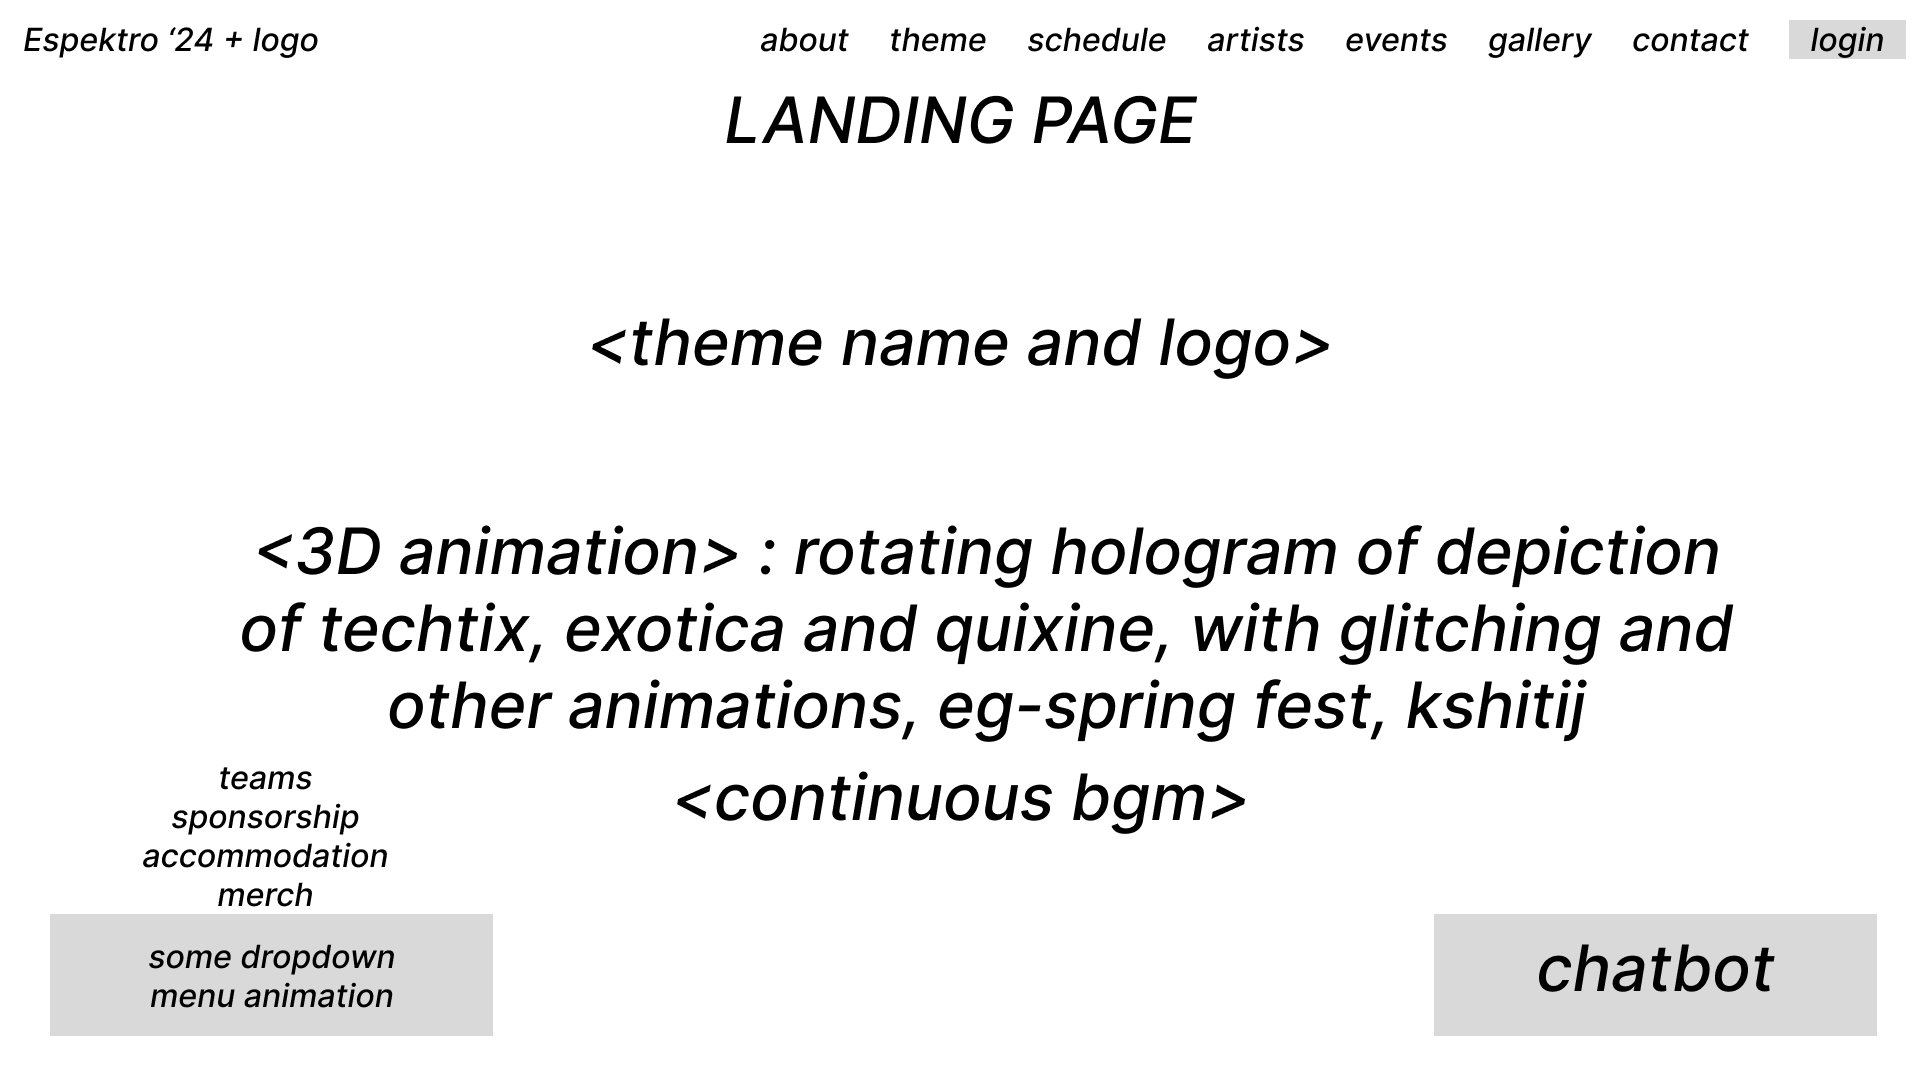 Espektro ‘24 + logo
about theme schedule artists events gallery contact login
LANDING PAGE
<theme name and logo>
<3D animation> : rotating hologram of depiction
of techtix, exotica and quixine, with glitching and
other animations, eg-spring fest, kshitij
<continuous bgm>
teams
sponsorship
accommodation
merch
some dropdown
menu animation
chatbot